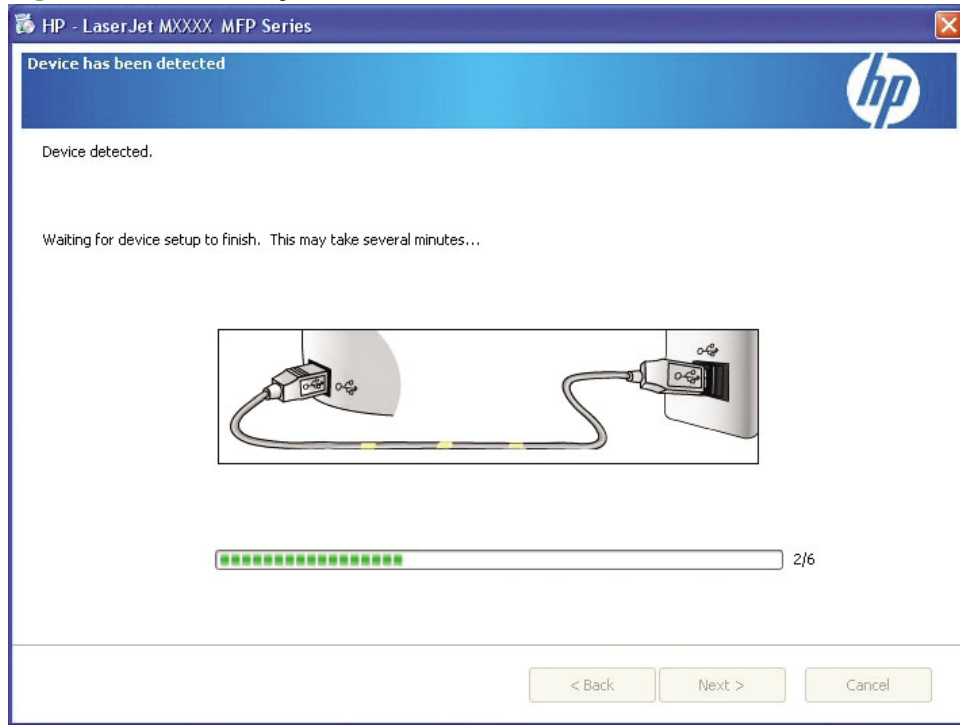 HP - LaserJet MXXXX MFP Series
Device has been detected
hp
Device detected.
Waiting for device setup to finish. This may take several minutes...
2/6
< Back
Next >
Cancel